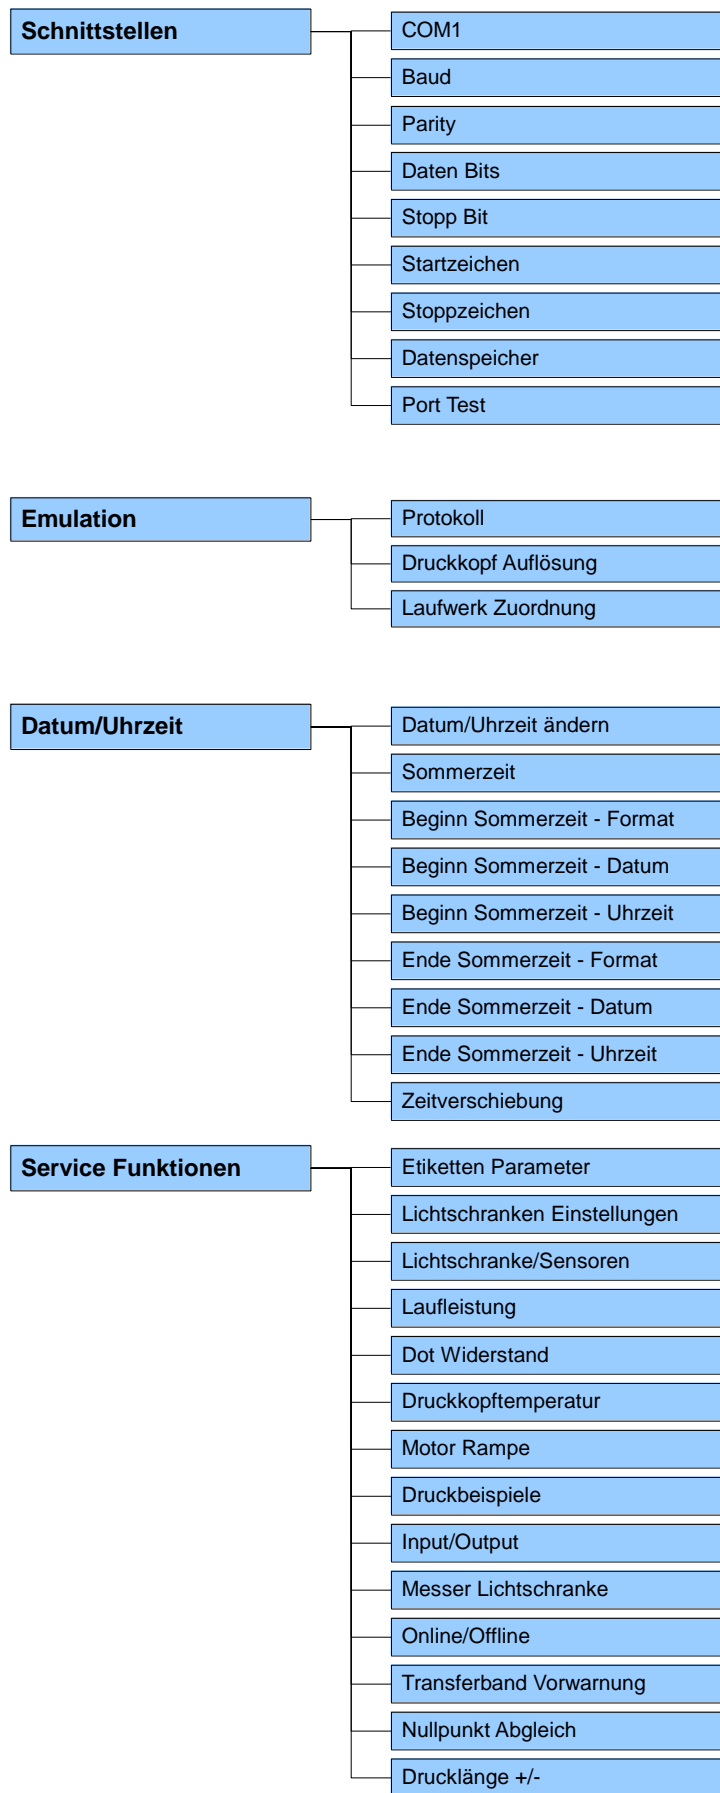 Schnittstellen
COM1
Baud
Parity
Daten Bits
Stopp Bit
Startzeichen
Stoppzeichen
Datenspeicher
Port Test
Emulation
Protokoll
Druckkopf Auflösung
Laufwerk Zuordnung
Datum/Uhrzeit
Datum/Uhrzeit ändern
Sommerzeit
Beginn Sommerzeit - Format
Beginn Sommerzeit - Datum
Beginn Sommerzeit - Uhrzeit
Ende Sommerzeit - Format
Ende Sommerzeit - Datum
Ende Sommerzeit - Uhrzeit
Zeitverschiebung
Service Funktionen
Etiketten Parameter
Lichtschranken Einstellungen
Lichtschranke/Sensoren
Laufleistung
Dot Widerstand
Druckkopftemperatur
Motor Rampe
Druckbeispiele
Input/Output
Messer Lichtschranke
Online/Offline
Transferband Vorwarnung
Nullpunkt Abgleich
Drucklänge +/-